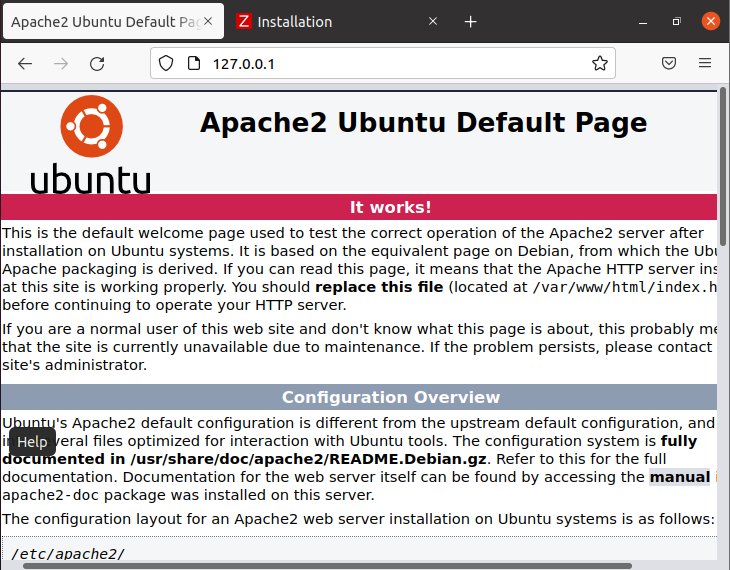 Apache2 Ubuntu Default Pag
Z Installation
127.0.0.1
ubuntu
Apache2 Ubuntu Default Page
It works!
This is the default welcome page used to test the correct operation of the Apache2 server after
installation on Ubuntu systems. It is based on the equivalent page on Debian, from which the Ubu
Apache packaging is derived. If you can read this page, it means that the Apache HTTP server ins
at this site is working properly. You should replace this file (located at /var/www/html/index.h
before continuing to operate your HTTP server.
If you are a normal user of this web site and don't know what this page is about, this probably me
that the site is currently unavailable due to maintenance. If the problem persists, please contact
site's administrator.
Configuration Overview
Ubuntu's Apache2 default configuration is different from the upstream default configuration, and
several files optimized for interaction with Ubuntu tools. The configuration system is fully
Help
documented in /usr/share/doc/apache2/README.Debian.gz. Refer to this for the full
documentation. Documentation for the web server itself can be found by accessing the manual
apache2-doc package was installed on this server.
The configuration layout for an Apache2 web server installation on Ubuntu systems is as follows:
/etc/apache2/